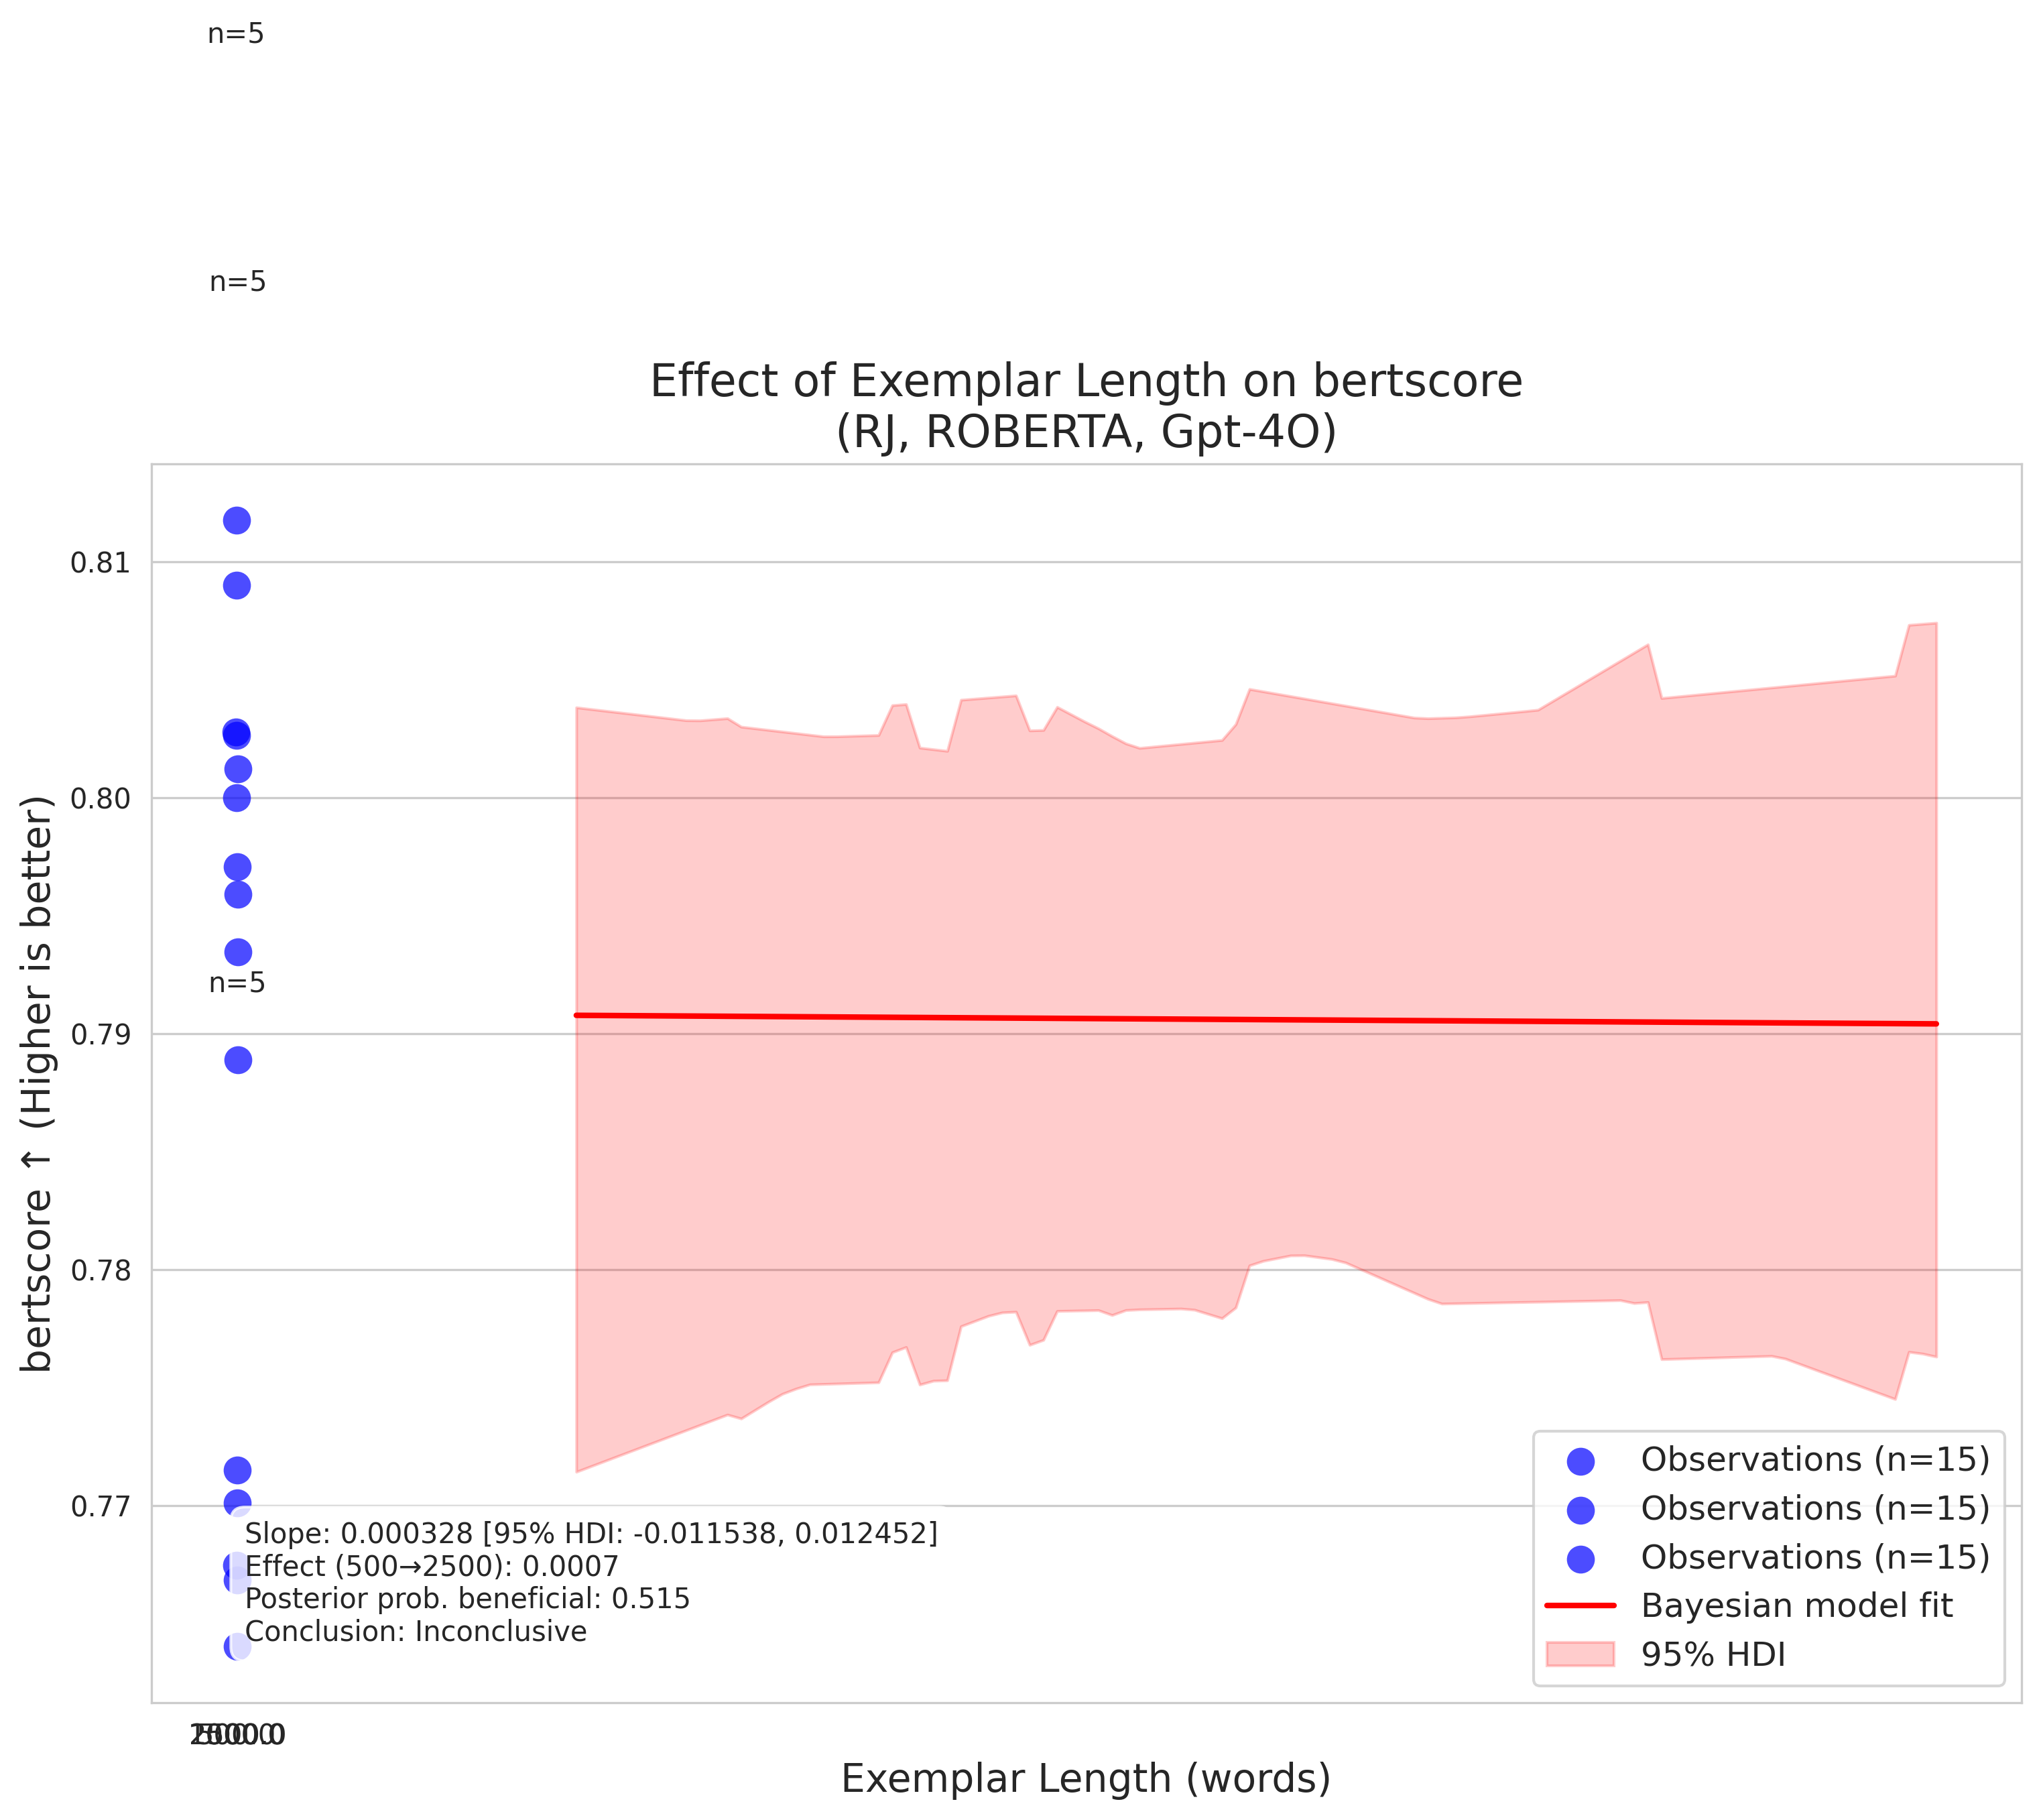 n=5
n=5
Effect of Exemplar Length on bertscore
(RJ, ROBERTA, Gpt-4O)
bertscore ↑ (Higher is better)
0.81
0.80
n=5
0.79
0.78
0.77
Slope: 0.000328 [95% HDI: -0.011538, 0.012452]
Effect (500→2500): 0.0007
Posterior prob. beneficial: 0.515
Conclusion: Inconclusive
Observations (n=15)
Observations (n=15)
Observations (n=15)
Bayesian model fit
95% HDI
Exemplar Length (words)